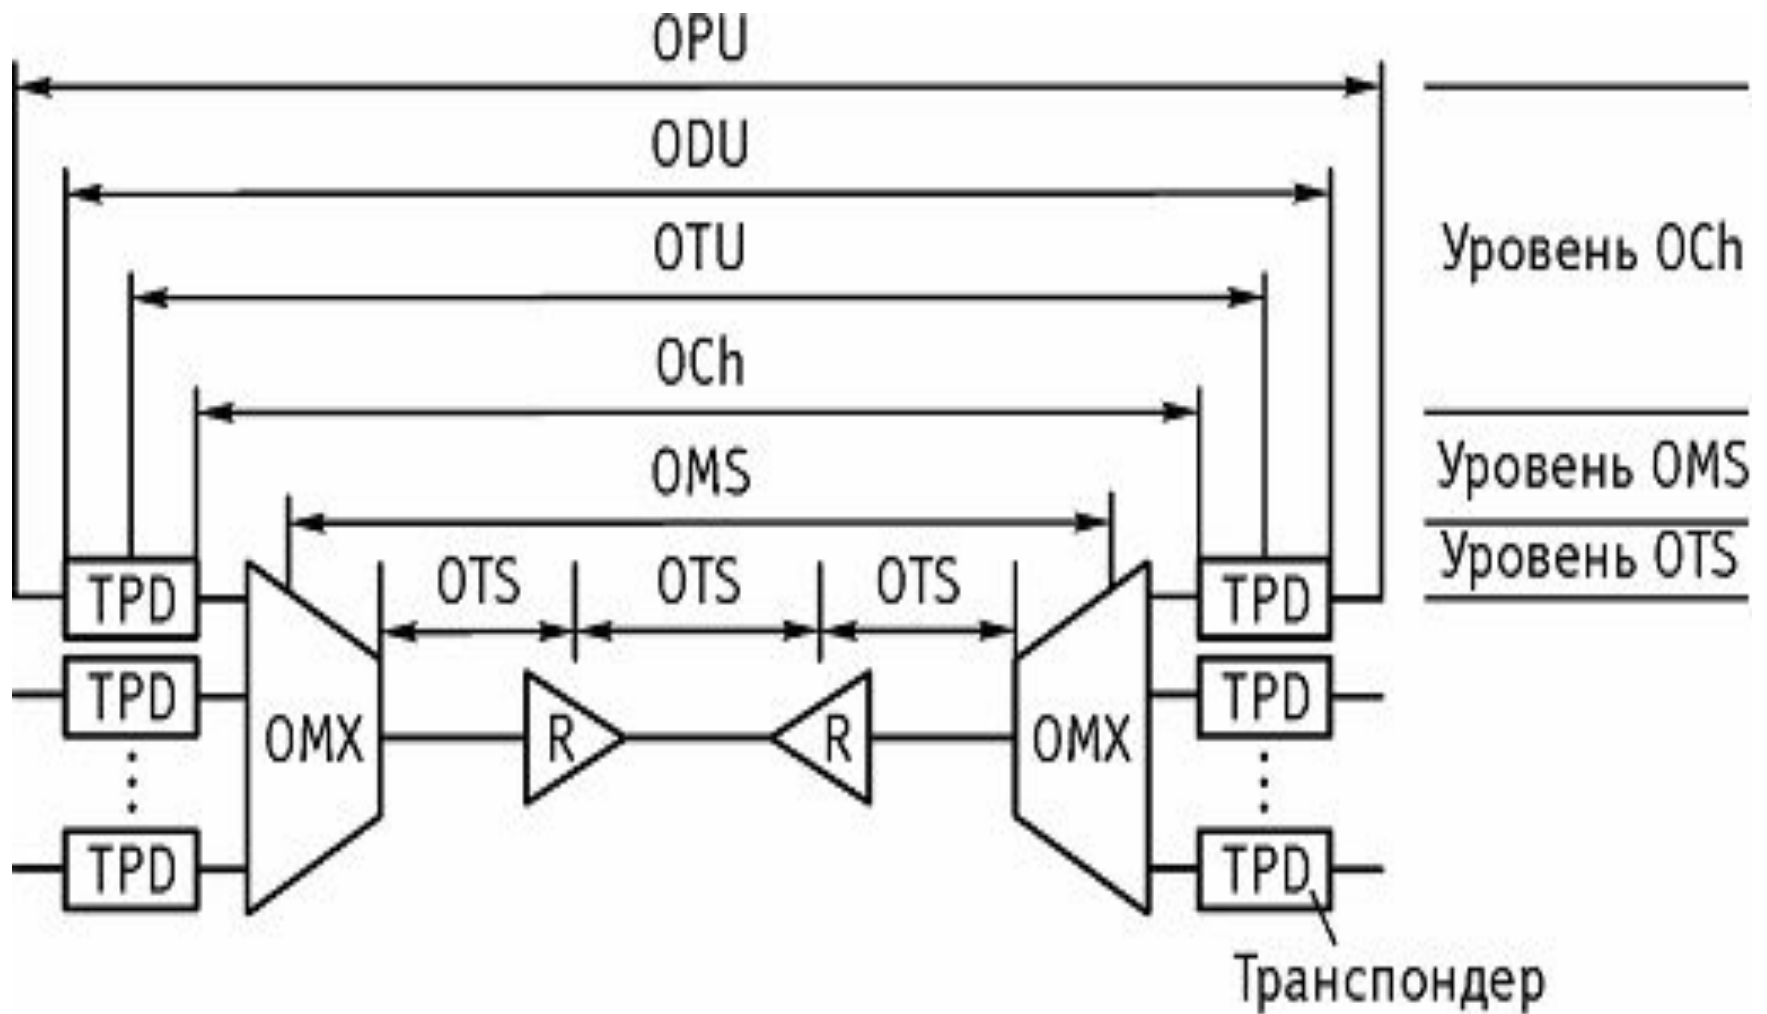 OPU
ODU
OTU
Уровень OCh
OCh
OMS
Уровень OMS
OTS OTS OTS
Уровень OTS
TPD TPD
TPD TPD
OMX R R OMX
TPD TPD
Транспондер